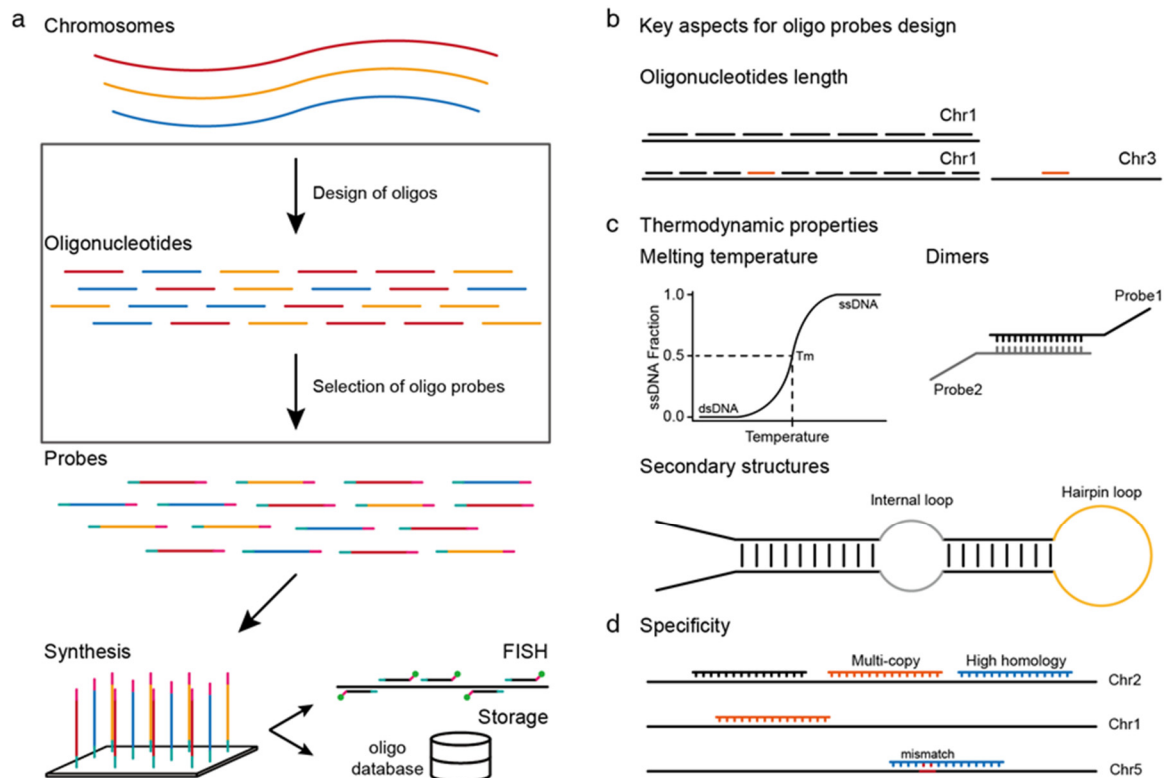 a
Chromosomes
Design of oligos
Oligonucleotides
Selection of oligo probes
Probes
Synthesis
FISH
Storage
oligo
database
b
Key aspects for oligo probes design
Oligonucleotides length
Chr1
Chr1
Chr3
c
Thermodynamic properties
Melting temperature
Dimers
ssDNA Fraction
1.0
0.5
0.0
ssDNA
Tm
dsDNA
Temperature
Probe1
Probe2
Secondary structures
Internal loop
Hairpin loop
d
Specificity
Multi-copy
High homology
Chr2
Chr1
mismatch
Chr5